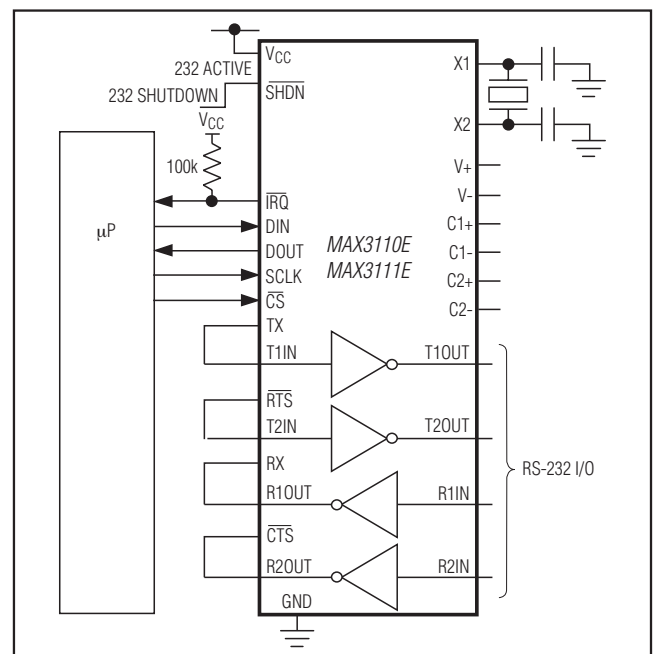 VCC
232 ACTIVE
SHDN
232 SHUTDOWN
VCC
100k
µP
IRQ
DIN
DOUT
SCLK
CS
TX
T1IN
RTS
T2IN
RX
R1OUT
CTS
R2OUT
GND
MAX3110E
MAX3111E
X1
X2
V+
V-
C1+
C1-
C2+
C2-
T1OUT
T2OUT
R1IN
R2IN
RS-232 I/O